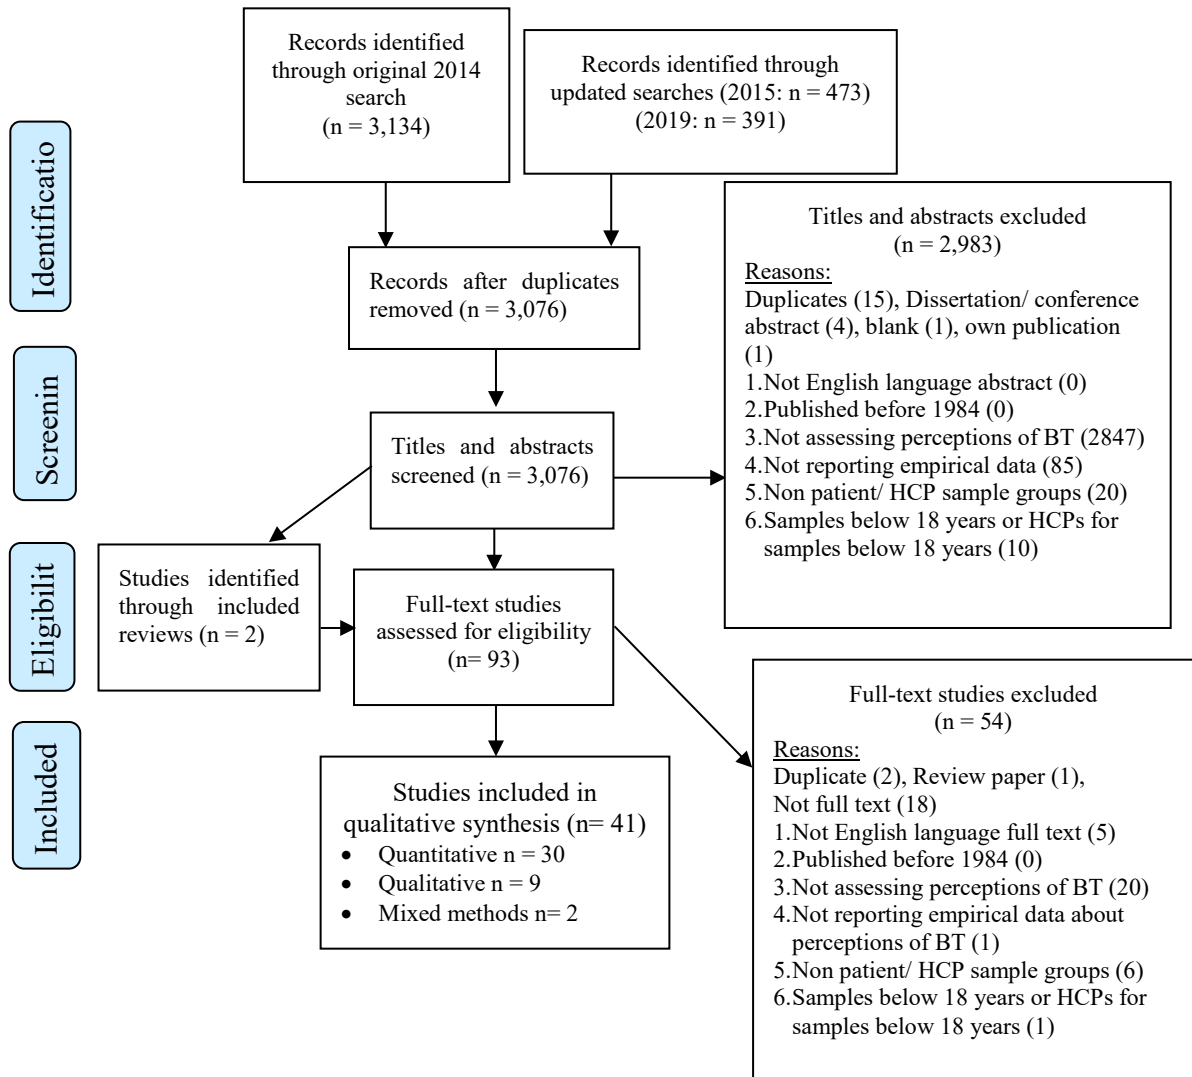 Records identified
through original 2014
search
(n = 3,134)
Records identified through
updated searches (2015: n = 473)
(2019: n = 391)
Identificatio
Records after duplicates
removed (n = 3,076)
Titles and abstracts excluded
(n = 2,983)
Reasons:
Duplicates (15), Dissertation/ conference
abstract (4), blank (1), own publication
(1)
1.Not English language abstract (0)
2.Published before 1984 (0)
3.Not assessing perceptions of BT (2847)
4.Not reporting empirical data (85)
5.Non patient/ HCP sample groups (20)
6.Samples below 18 years or HCPs for
samples below 18 years (10)
Screenin
Titles and abstracts
screened (n = 3,076)
Eligibilit
Studies identified
through included
reviews (n = 2)
Full-text studies
assessed for eligibility
(n= 93)
Full-text studies excluded
(n = 54)
Reasons:
Duplicate (2), Review paper (1),
Not full text (18)
1.Not English language full text (5)
2.Published before 1984 (0)
3.Not assessing perceptions of BT (20)
4.Not reporting empirical data about
perceptions of BT (1)
5.Non patient/ HCP sample groups (6)
6.Samples below 18 years or HCPs for
samples below 18 years (1)
Included
Studies included in
qualitative synthesis (n= 41)
• Quantitative n = 30
• Qualitative n = 9
• Mixed methods n= 2